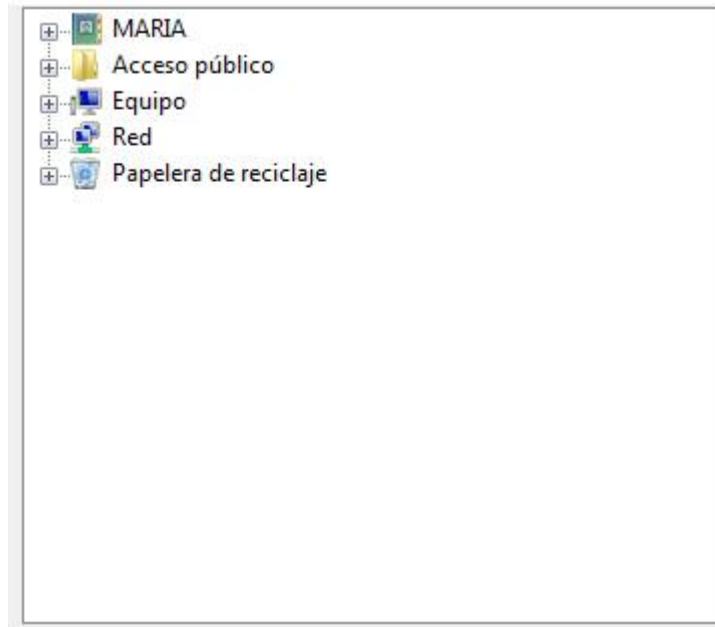 MARIA
Acceso público
Equipo
Red
Papelera de reciclaje